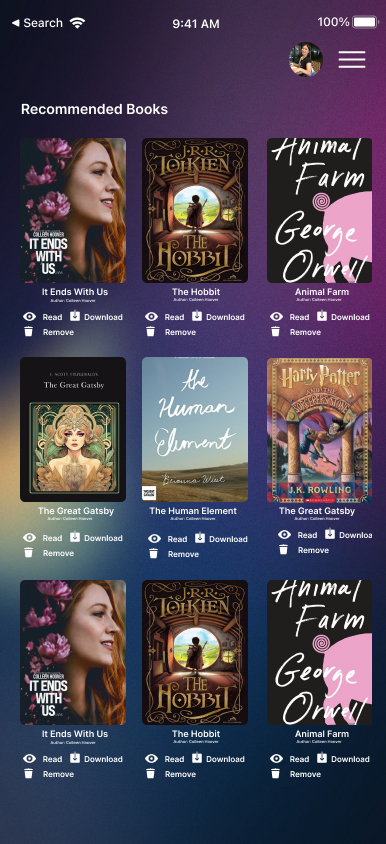 ◀ Search
9:41 AM
100%
Recommended Books
COLLEEN HOOVER
IT ENDS
WITH
US
J·R·R·
TOLKIEN
THE
HOBBIT
Animal
Farm
George
Orwell
It Ends With Us
The Hobbit
Animal Farm
Author: Colleen Hoover
Author: Colleen Hoover
Author: Colleen Hoover
Read
Download
Read
Download
Read
Download
Remove
Remove
Remove
F. SCOTT FITZGERALD'S
The Great Gatsby
the
Human
Element
Brianna Wiest
Harry Potter
AND THE
SORCERER'S STONE
J.K. ROWLING
The Great Gatsby
The Human Element
The Great Gatsby
Author: Colleen Hoover
Author: Colleen Hoover
Author: Colleen Hoover
Read
Download
Read
Download
Read
Downloa
Remove
Remove
Remove
COLLEEN HOOVER
IT ENDS
WITH
US
J·R·R·
TOLKIEN
THE
HOBBIT
Animal
Farm
George
Orwell
It Ends With Us
The Hobbit
Animal Farm
Author: Colleen Hoover
Author: Colleen Hoover
Author: Colleen Hoover
Read
Download
Read
Download
Read
Download
Remove
Remove
Remove